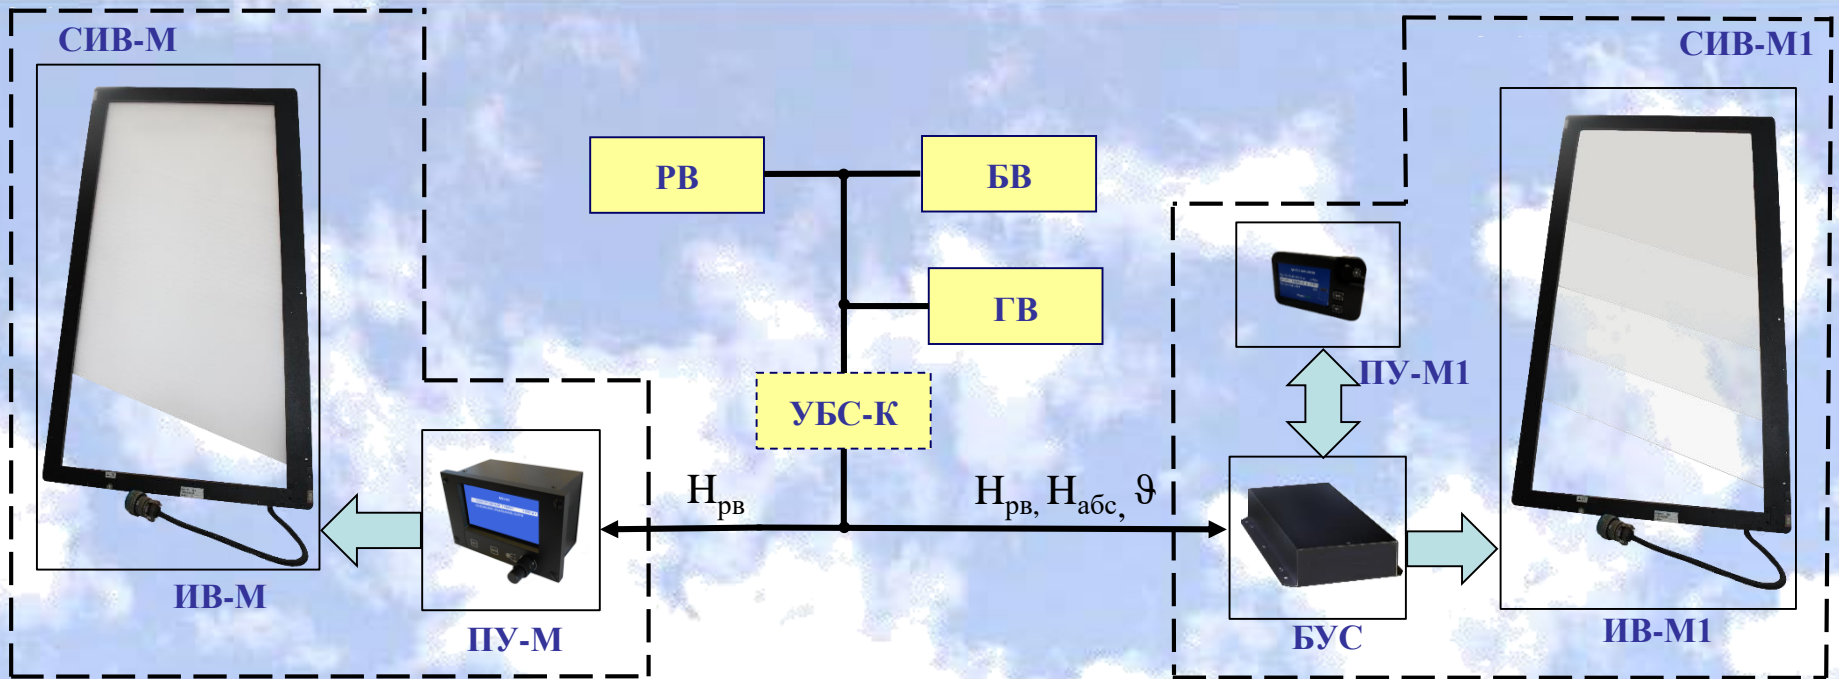 СИВ-М
СИВ-М1
РВ
БВ
ГВ
УБС-К
ПУ-М1
Hрв
Hрв, Hабс, ϑ
ИВ-М
ПУ-М
БУС
ИВ-М1